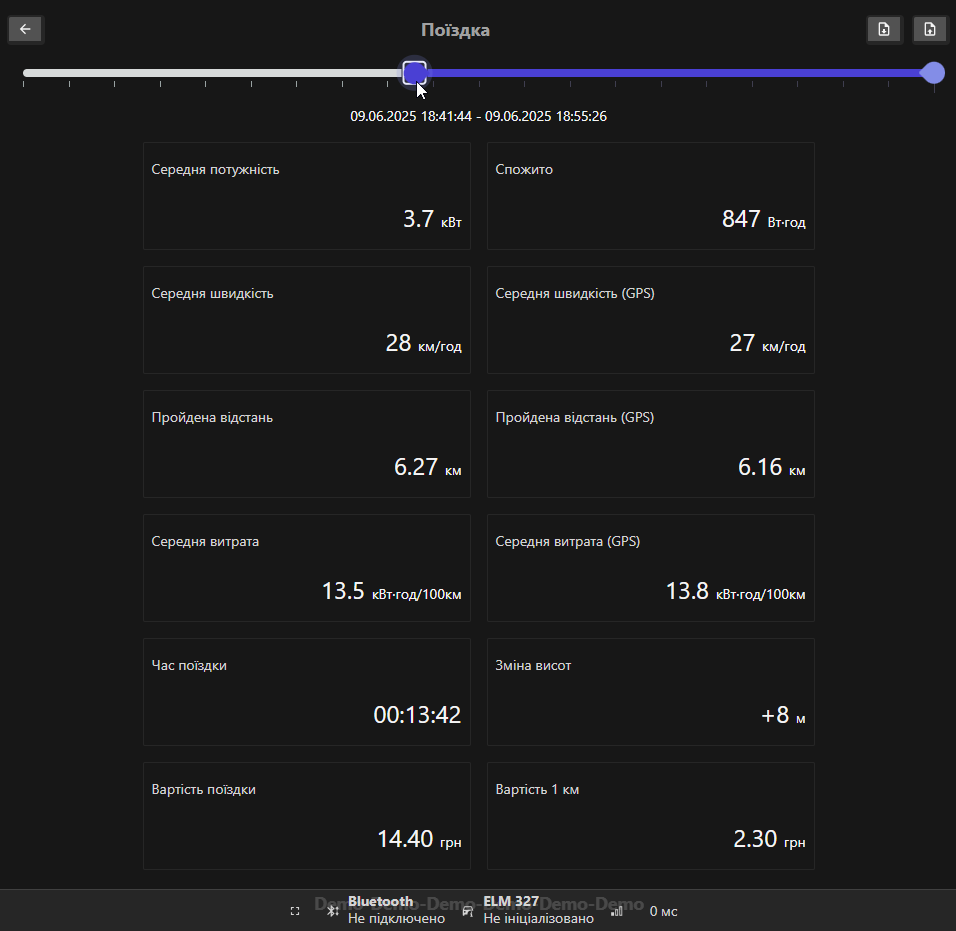 Поїздка
09.06.2025 18:41:44 - 09.06.2025 18:55:26
Середня потужність
3.7 кВт
Спожито
847 Вт·год
Середня швидкість
28 км/год
Середня швидкість (GPS)
27 км/год
Пройдена відстань
6.27 км
Пройдена відстань (GPS)
6.16 км
Середня витрата
13.5 кВт·год/100км
Середня витрата (GPS)
13.8 кВт·год/100км
Час поїздки
00:13:42
Зміна висот
+8 м
Вартість поїздки
14.40 грн
Вартість 1 км
2.30 грн
Demo-Demo-Demo-Demo-Demo-Demo
Bluetooth
Не підключено
ELM 327
Не ініціалізовано
0 мс